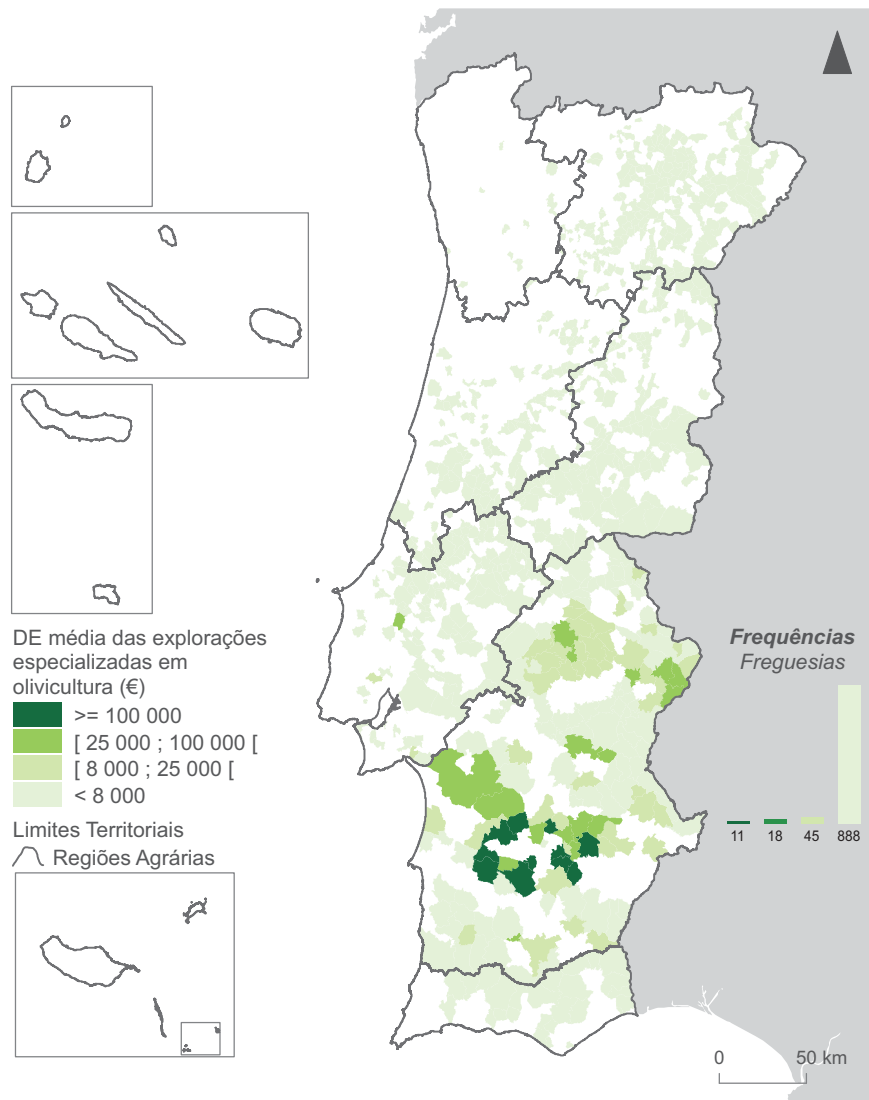 DE média das explorações
especializadas em
olivicultura (€)
>= 100 000
[ 25 000 ; 100 000 [
[ 8 000 ; 25 000 [
< 8 000
Limites Territoriais
Regiões Agrárias
Frequências
Freguesias
11 18 45 888
0 50 km